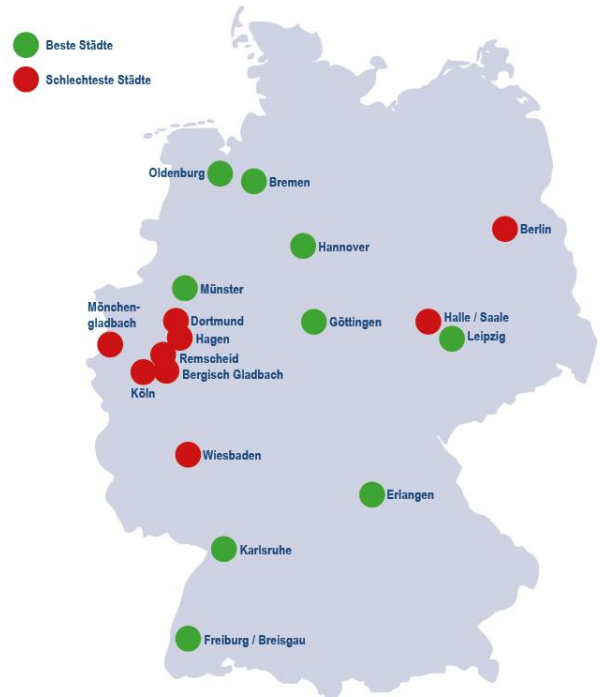 Beste Städte
Schlechteste Städte
Oldenburg
Bremen
Berlin
Hannover
Münster
Mönchen-
gladbach
Dortmund
Göttingen
Halle / Saale
Hagen
Leipzig
Remscheid
Bergisch Gladbach
Köln
Wiesbaden
Erlangen
Karlsruhe
Freiburg / Breisgau